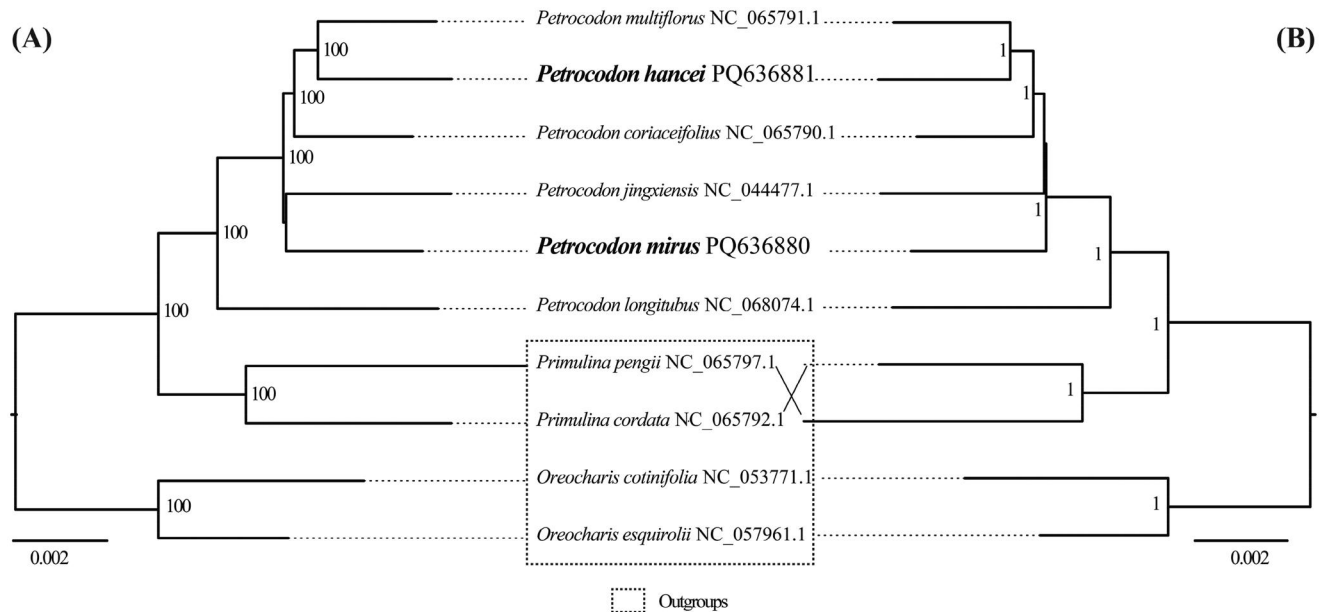 (A)
(B)
Petrocodon multiflorus NC_065791.1
Petrocodon hancei PQ636881
Petrocodon coriaceifolius NC_065790.1
Petrocodon jingxiensis NC_044477.1
Petrocodon mirus PQ636880
Petrocodon longitubus NC_068074.1
Primulina pengii NC_065797.1
Primulina cordata NC_065792.1
Oreocharis cotinifolia NC_053771.1
Oreocharis esquirolii NC_057961.1
100
100
100
100
100
100
100
1
1
1
1
1
1
1
0.002
0.002
Outgroups